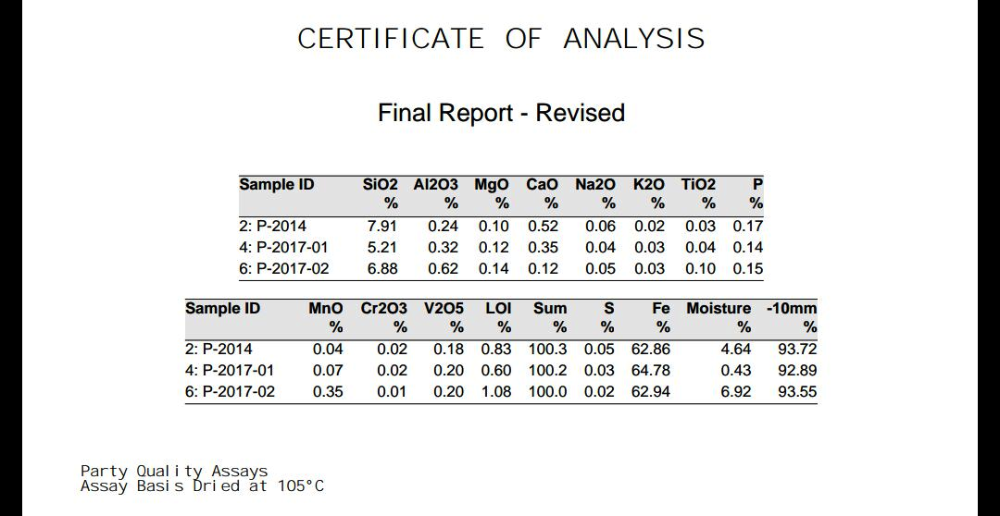 CERTIFICATE OF ANALYSIS
Final Report - Revised
Sample ID SiO2 Al2O3 MgO CaO Na2O K2O TiO2 P
% % % % % % % %
2: P-2014 7.91 0.24 0.10 0.52 0.06 0.02 0.03 0.17
4: P-2017-01 5.21 0.32 0.12 0.35 0.04 0.03 0.04 0.14
6: P-2017-02 6.88 0.62 0.14 0.12 0.05 0.03 0.10 0.15
Sample ID MnO Cr2O3 V2O5 LOI Sum S Fe Moisture -10mm
% % % % % % % % %
2: P-2014 0.04 0.02 0.18 0.83 100.3 0.05 62.86 4.64 93.72
4: P-2017-01 0.07 0.02 0.20 0.60 100.2 0.03 64.78 0.43 92.89
6: P-2017-02 0.35 0.01 0.20 1.08 100.0 0.02 62.94 6.92 93.55
Party Quality Assays
Assay Basis Dried at 105°C